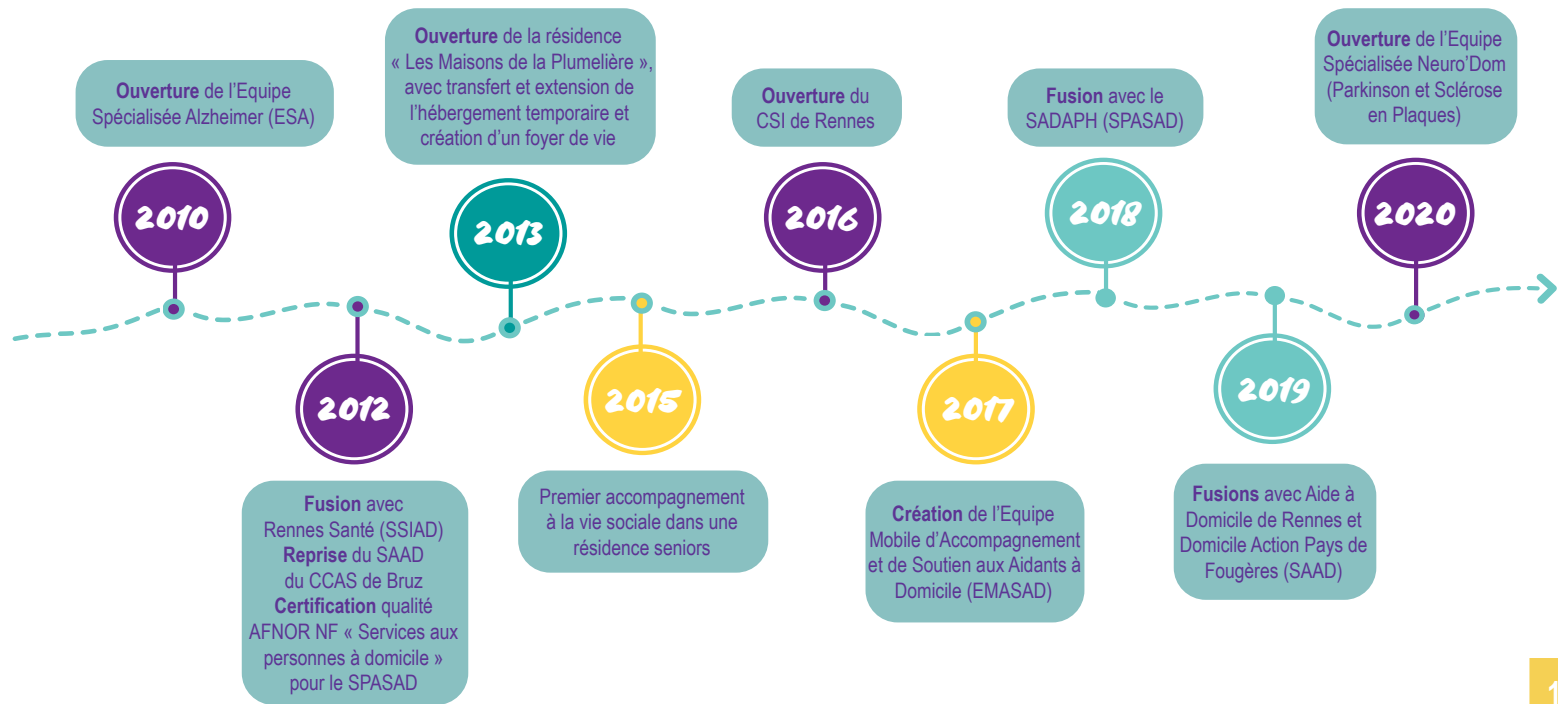 2010
Ouverture de l'Equipe
Spécialisée Alzheimer (ESA)
2012
Fusion avec
Rennes Santé (SSIAD)
Reprise du SAAD
du CCAS de Bruz
Certification qualité
AFNOR NF « Services aux
personnes à domicile »
pour le SPASAD
2013
Ouverture de la résidence
« Les Maisons de la Plumelière »,
avec transfert et extension de
l'hébergement temporaire et
création d'un foyer de vie
2015
Premier accompagnement
à la vie sociale dans une
résidence seniors
2016
Ouverture du
CSI de Rennes
2017
Création de l'Equipe
Mobile d'Accompagnement
et de Soutien aux Aidants à
Domicile (EMASAD)
2018
Fusion avec le
SADAPH (SPASAD)
2019
Fusions avec Aide à
Domicile de Rennes et
Domicile Action Pays de
Fougères (SAAD)
2020
Ouverture de l'Equipe
Spécialisée Neuro'Dom
(Parkinson et Sclérose
en Plaques)